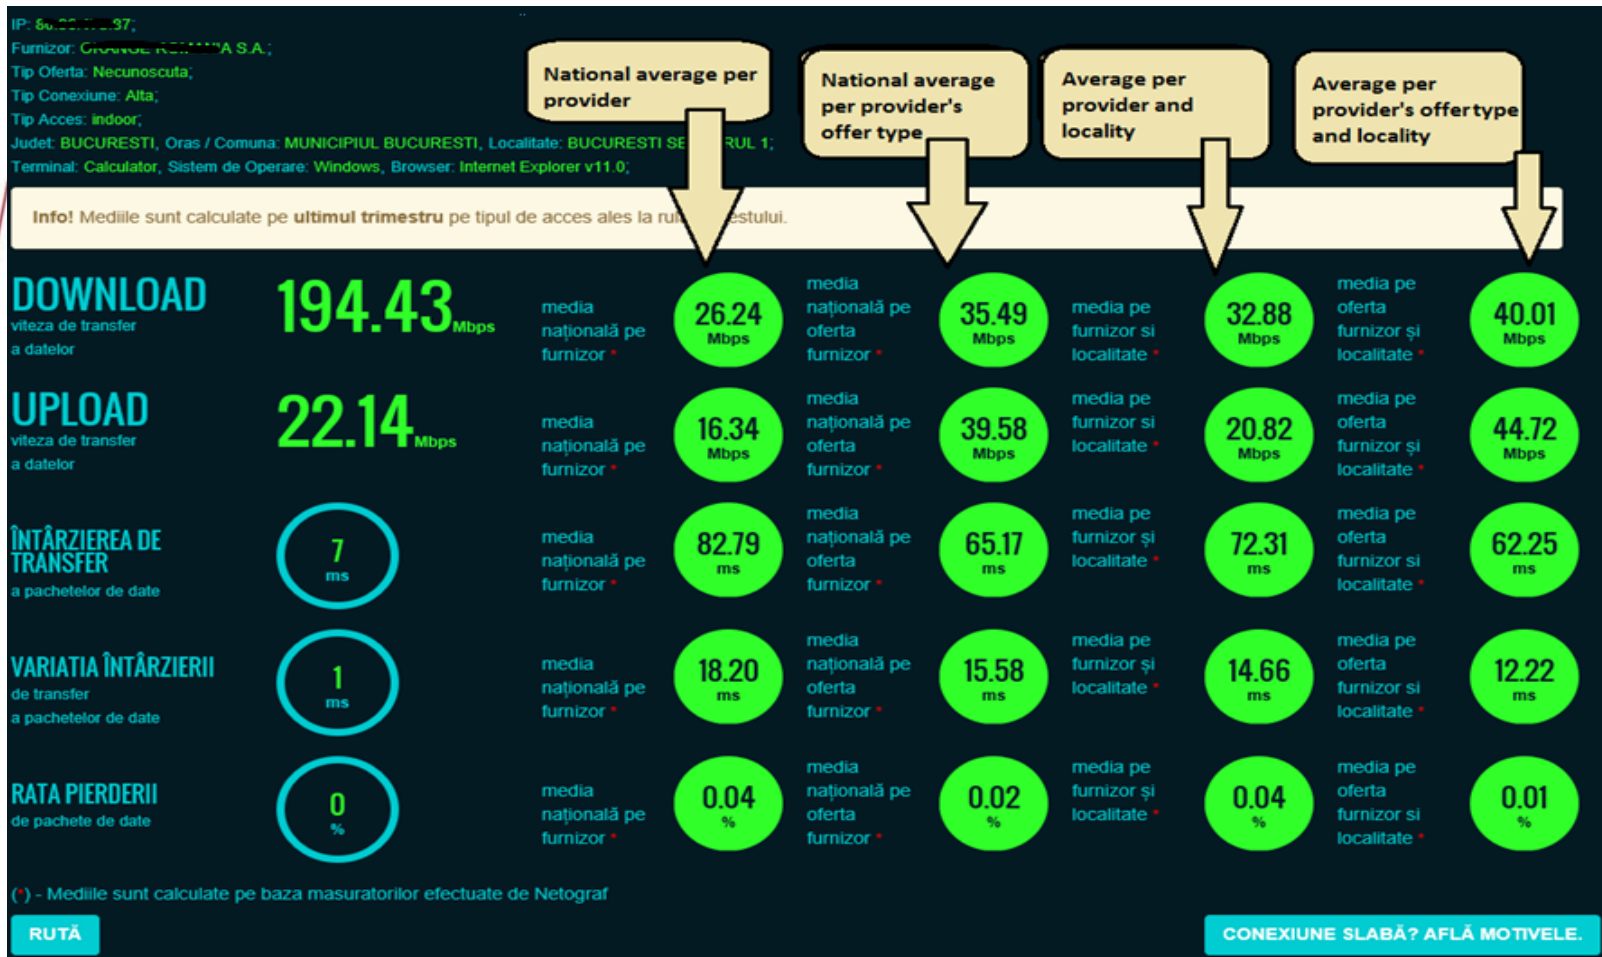 IP:
Furnizor: S.A.;
Tip Oferta: Necunoscuta;
Tip Conexiune: Alta;
Tip Acces: indoor;
Judet: BUCURESTI, Oras / Comuna: MUNICIPIUL BUCURESTI, Localitate: BUCURESTI 1;
Terminal: Calculator, Sistem de Operare: Windows, Browser: Internet Explorer v11.0;
National average per
provider
National average
per provider's
offer type
Average per
provider and
locality
Average per
provider's offer type
and locality
Info! Mediile sunt calculate pe ultimul trimestru pe tipul de acces ales la
DOWNLOAD
viteza de transfer
a datelor
194.43 Mbps
media
națională pe
furnizor *
26.24
Mbps
media
națională pe
oferta
furnizor *
35.49
Mbps
media pe
furnizor si
localitate *
32.88
Mbps
media pe
oferta
furnizor și
localitate *
40.01
Mbps
UPLOAD
viteza de transfer
a datelor
22.14 Mbps
media
națională pe
furnizor *
16.34
Mbps
media
națională pe
oferta
furnizor *
39.58
Mbps
media pe
furnizor si
localitate *
20.82
Mbps
media pe
oferta
furnizor și
localitate *
44.72
Mbps
ÎNTÂRZIEREA DE
TRANSFER
a pachetelor de date
7
ms
media
națională pe
furnizor *
82.79
ms
media
națională pe
oferta
furnizor *
65.17
ms
media pe
furnizor și
localitate *
72.31
ms
media pe
oferta
furnizor si
localitate *
62.25
ms
VARIATIA ÎNTÂRZIERII
de transfer
a pachetelor de date
1
ms
media
națională pe
furnizor *
18.20
ms
media
națională pe
oferta
furnizor *
15.58
ms
media pe
furnizor și
localitate *
14.66
ms
media pe
oferta
furnizor si
localitate *
12.22
ms
RATA PIERDERII
de pachete de date
0
%
media
națională pe
furnizor *
0.04
%
media
națională pe
oferta
furnizor *
0.02
%
media pe
furnizor și
localitate *
0.04
%
media pe
oferta
furnizor si
localitate *
0.01
%
(*) - Mediile sunt calculate pe baza masuratorilor efectuate de Netograf
RUTĂ
CONEXIUNE SLABĂ? AFLĂ MOTIVELE.